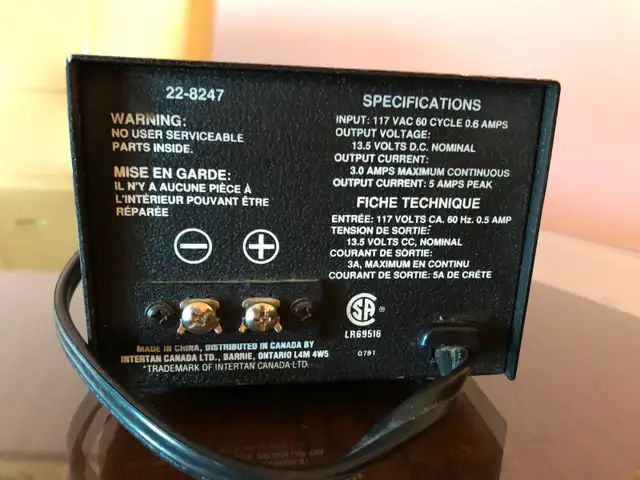 22-8247
WARNING:
NO USER SERVICEABLE
PARTS INSIDE.
MISE EN GARDE:
IL N'Y A AUCUNE PIÈCE À
L'INTÉRIEUR POUVANT ÊTRE
RÉPARÉE
SPECIFICATIONS
INPUT: 117 VAC 60 CYCLE 0.6 AMPS
OUTPUT VOLTAGE:
13.5 VOLTS D.C. NOMINAL
OUTPUT CURRENT:
3.0 AMPS MAXIMUM CONTINUOUS
OUTPUT CURRENT: 5 AMPS PEAK
FICHE TECHNIQUE
ENTRÉE: 117 VOLTS CA. 60 Hz. 0.5 AMP
TENSION DE SORTIE:
13.5 VOLTS CC, NOMINAL
COURANT DE SORTIE:
3A, MAXIMUM EN CONTINU
COURANT DE SORTIE: 5A DE CRÊTE
− +
SA ®
LR69516
0791
MADE IN CHINA, DISTRIBUTED IN CANADA BY
INTERTAN CANADA LTD., BARRIE, ONTARIO L4M 4W5
*TRADEMARK OF INTERTAN CANADA LTD.